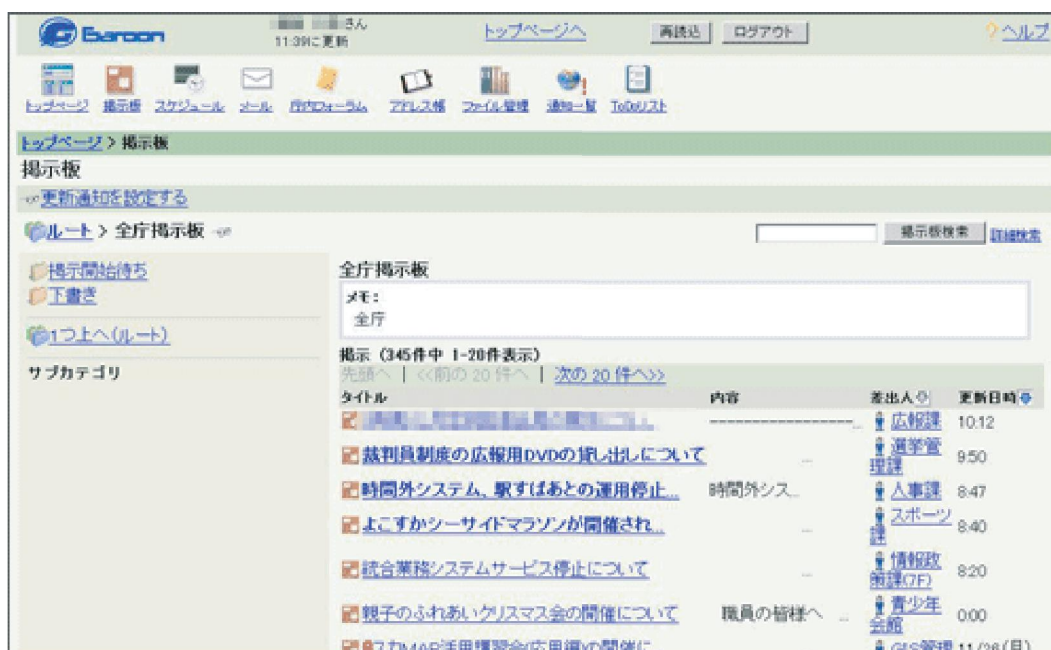 Garoon
さん
11:39に更新
トップページへ
再読込
ログアウト
ヘルプ
トップページ 掲示板 スケジュール メール 庁内フォーラム アドレス帳 ファイル管理 通知一覧 ToDoリスト
トップページ > 掲示板
掲示板
更新通知を設定する
ルート > 全庁掲示板
掲示板検索 詳細検索
掲示開始待ち
下書き
1つ上へ(ルート)
サブカテゴリ
全庁掲示板
メモ:
全庁
掲示 (345件中 1-20件表示)
先頭へ | <<前の 20 件へ | 次の 20 件へ>>
タイトル 内容 差出人 更新日時
------------------... 広報課 10:12
裁判員制度の広報用DVDの貸し出しについて ... 選挙管理課 9:50
時間外システム、駅すぱあとの運用停止... 時間外シス... 人事課 8:47
よこすかシーサイドマラソンが開催され... ... スポーツ課 8:40
統合業務システムサービス停止について ... 情報政策課(7F) 8:20
親子のふれあいクリスマス会の開催について 職員の皆様へ ... 青少年会館 0:00
GIS管理 11/26(月)